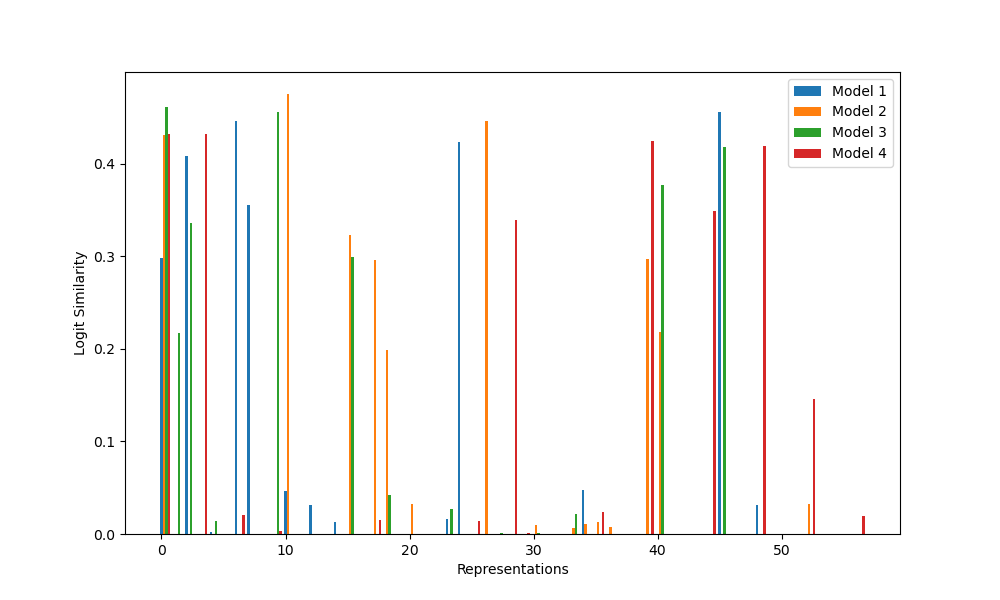 Model 1
Model 2
Model 3
Model 4
0.4
0.3
0.2
0.1
0.0
Logit Similarity
0 10 20 30 40 50
Representations